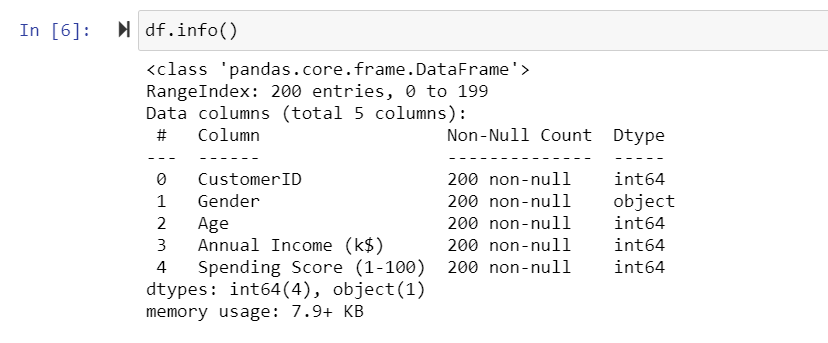 In [6]: df.info()
<class 'pandas.core.frame.DataFrame'>
RangeIndex: 200 entries, 0 to 199
Data columns (total 5 columns):
 #   Column                  Non-Null Count  Dtype
---  ------                  --------------  -----
 0   CustomerID              200 non-null    int64
 1   Gender                  200 non-null    object
 2   Age                     200 non-null    int64
 3   Annual Income (k$)      200 non-null    int64
 4   Spending Score (1-100)  200 non-null    int64
dtypes: int64(4), object(1)
memory usage: 7.9+ KB